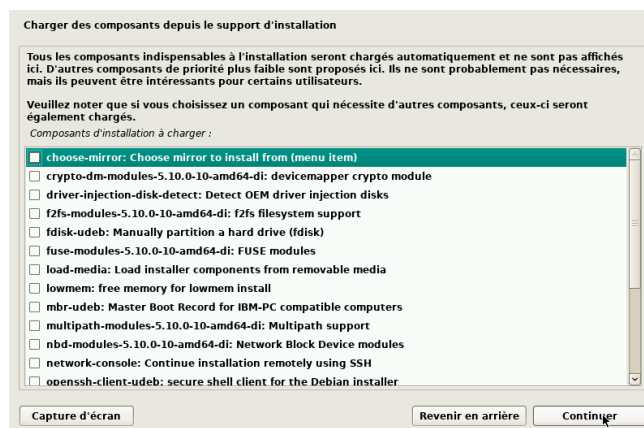 Charger des composants depuis le support d'installation
Tous les composants indispensables à l'installation seront chargés automatiquement et ne sont pas affichés
ici. D'autres composants de priorité plus faible sont proposés ici. Ils ne sont probablement pas nécessaires,
mais ils peuvent être intéressants pour certains utilisateurs.
Veuillez noter que si vous choisissez un composant qui nécessite d'autres composants, ceux-ci seront
également chargés.
Composants d'installation à charger :
choose-mirror: Choose mirror to install from (menu item)
crypto-dm-modules-5.10.0-10-amd64-di: devicemapper crypto module
driver-injection-disk-detect: Detect OEM driver injection disks
f2fs-modules-5.10.0-10-amd64-di: f2fs filesystem support
fdisk-udeb: Manually partition a hard drive (fdisk)
fuse-modules-5.10.0-10-amd64-di: FUSE modules
load-media: Load installer components from removable media
lowmem: free memory for lowmem install
mbr-udeb: Master Boot Record for IBM-PC compatible computers
multipath-modules-5.10.0-10-amd64-di: Multipath support
nbd-modules-5.10.0-10-amd64-di: Network Block Device modules
network-console: Continue installation remotely using SSH
openssh-client-udeb: secure shell client for the Debian installer
Capture d'écran
Revenir en arrière
Continuer